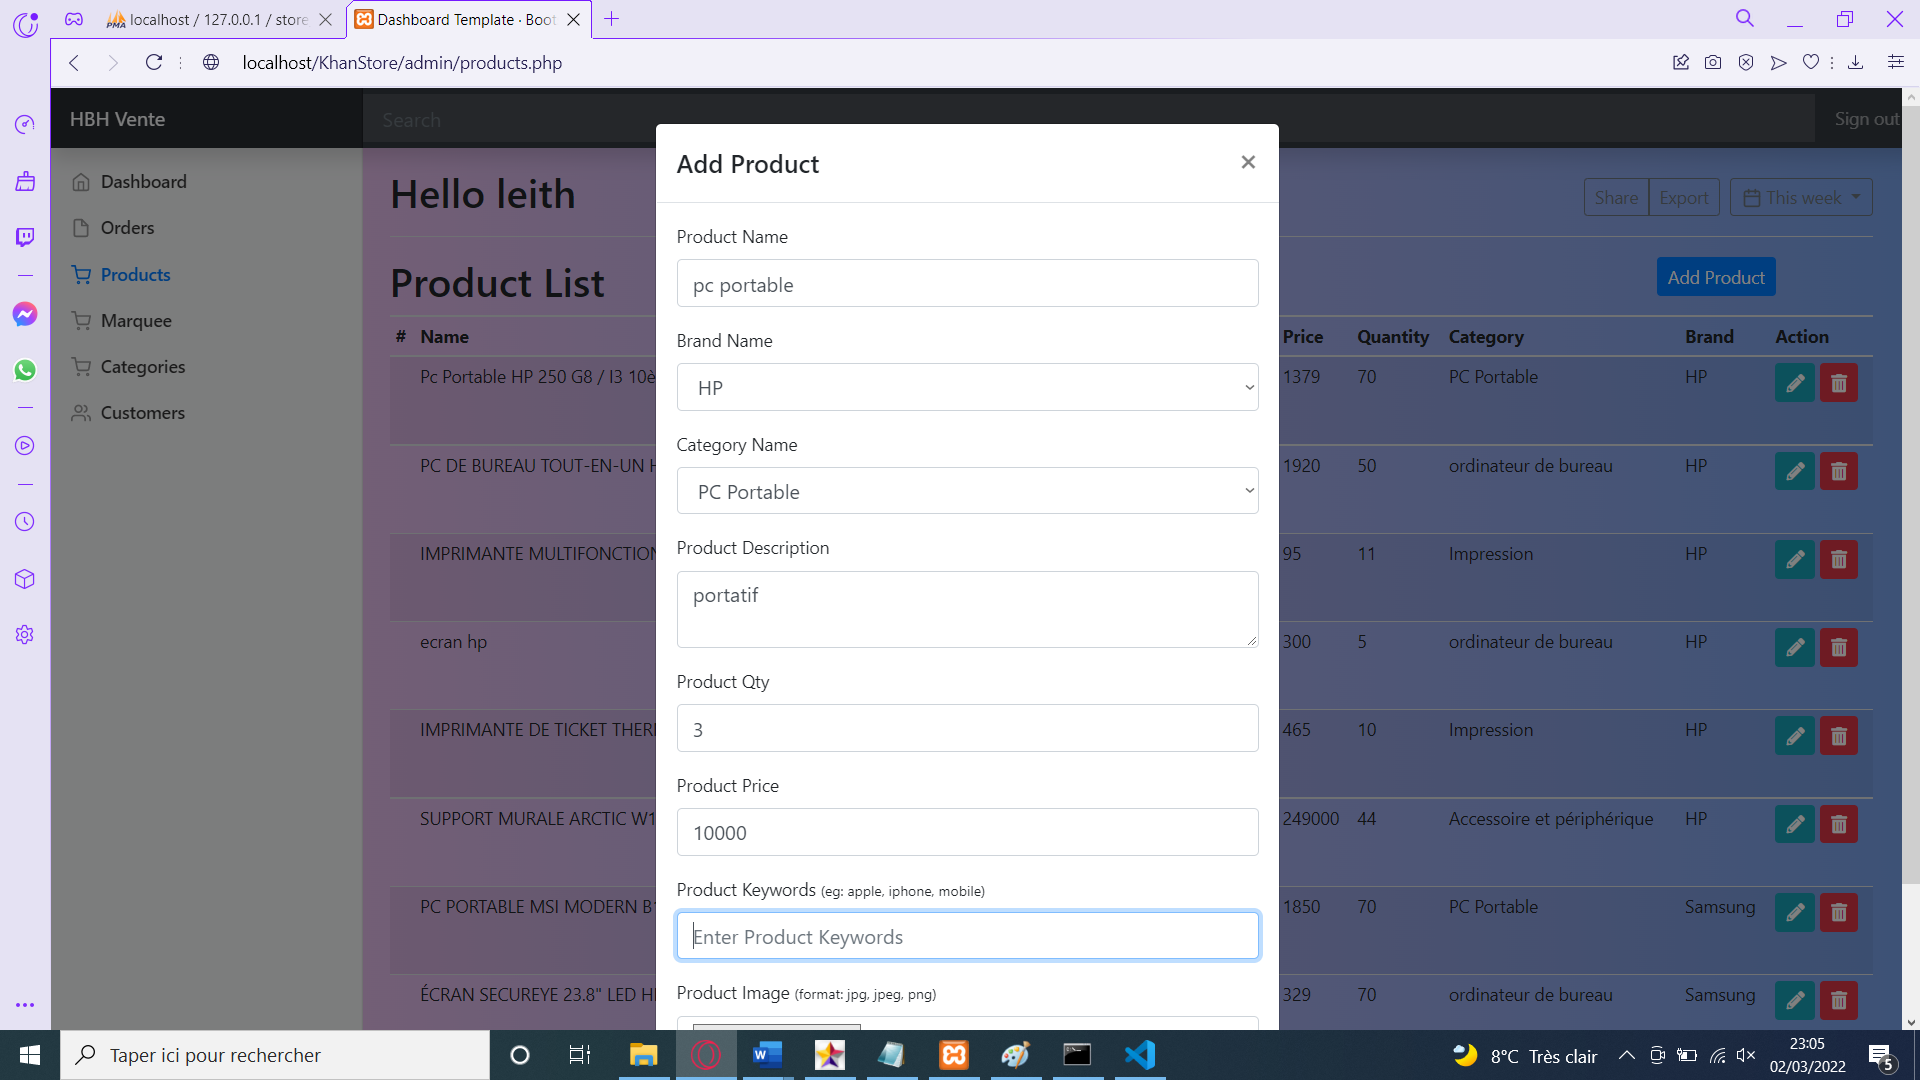 localhost / 127.0.0.1 / store
Dashboard Template · Boot
localhost/KhanStore/admin/products.php
HBH Vente
Search
Sign out
Dashboard
Orders
Products
Marquee
Categories
Customers
Hello leith
Share
Export
This week
Product List
Add Product
# Name Price Quantity Category Brand Action
Pc Portable HP 250 G8 / I3 10è 1379 70 PC Portable HP
PC DE BUREAU TOUT-EN-UN H 1920 50 ordinateur de bureau HP
IMPRIMANTE MULTIFONCTION 95 11 Impression HP
ecran hp 300 5 ordinateur de bureau HP
IMPRIMANTE DE TICKET THER 465 10 Impression HP
SUPPORT MURALE ARCTIC W1 249000 44 Accessoire et périphérique HP
PC PORTABLE MSI MODERN B1 1850 70 PC Portable Samsung
ÉCRAN SECUREYE 23.8" LED H 329 70 ordinateur de bureau Samsung
Add Product
×
Product Name
pc portable
Brand Name
HP
Category Name
PC Portable
Product Description
portatif
Product Qty
3
Product Price
10000
Product Keywords (eg: apple, iphone, mobile)
Enter Product Keywords
Product Image (format: jpg, jpeg, png)
Taper ici pour rechercher
8°C Très clair
23:05
02/03/2022
5